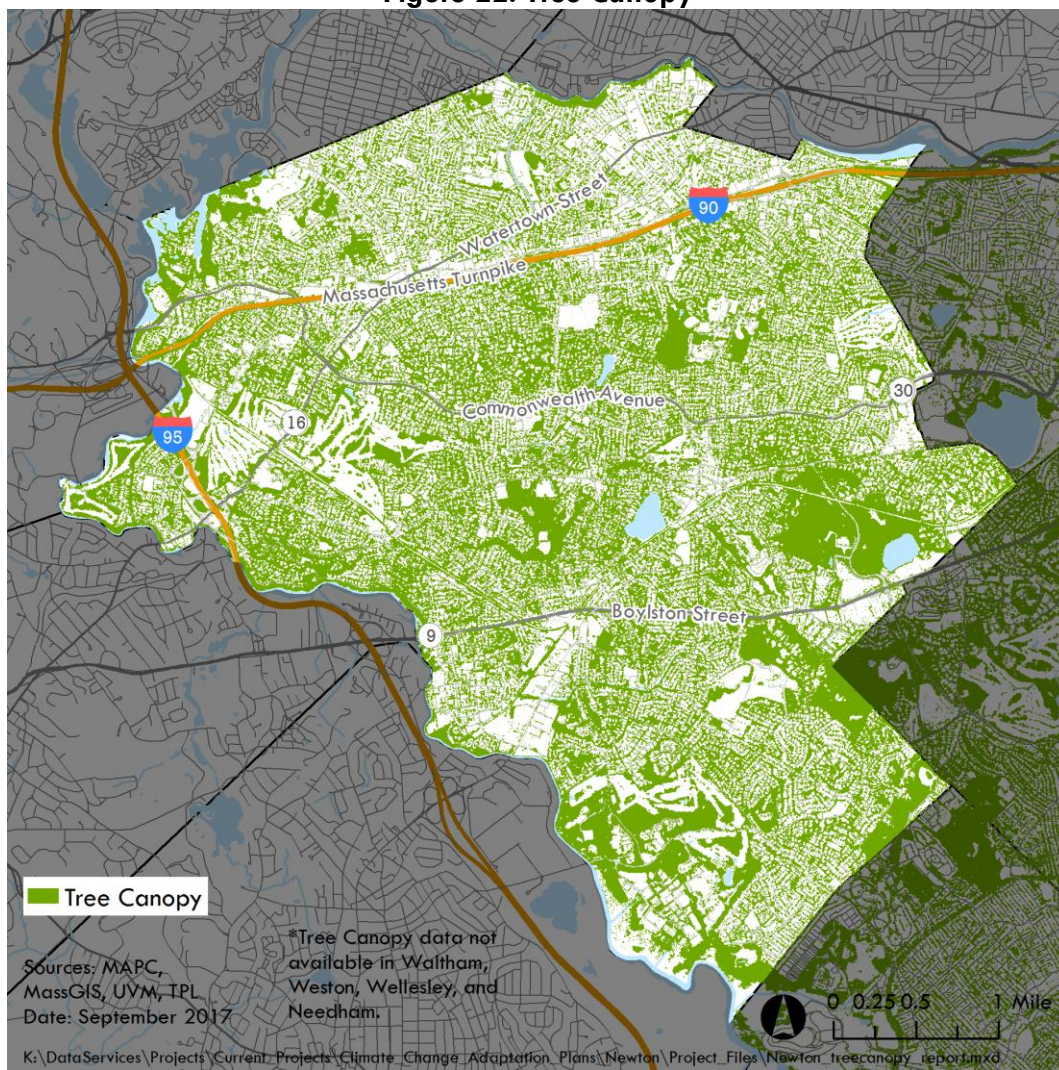 Figure 22: Tree Canopy
Watertown Street
90
Massachusetts Turnpike
30
Commonwealth Avenue
16
95
Boylston Street
9
Tree Canopy
*Tree Canopy data not
available in Waltham,
Weston, Wellesley, and
Needham.
Sources: MAPC,
MassGIS, UVM, TPL
Date: September 2017
0 0.25 0.5 1 Mile
K:\DataServices\Projects\Current_Projects_Climate_Change_Adaptation_Plans\Newton\Project_Files\Newton_treecanopy_report.mxd